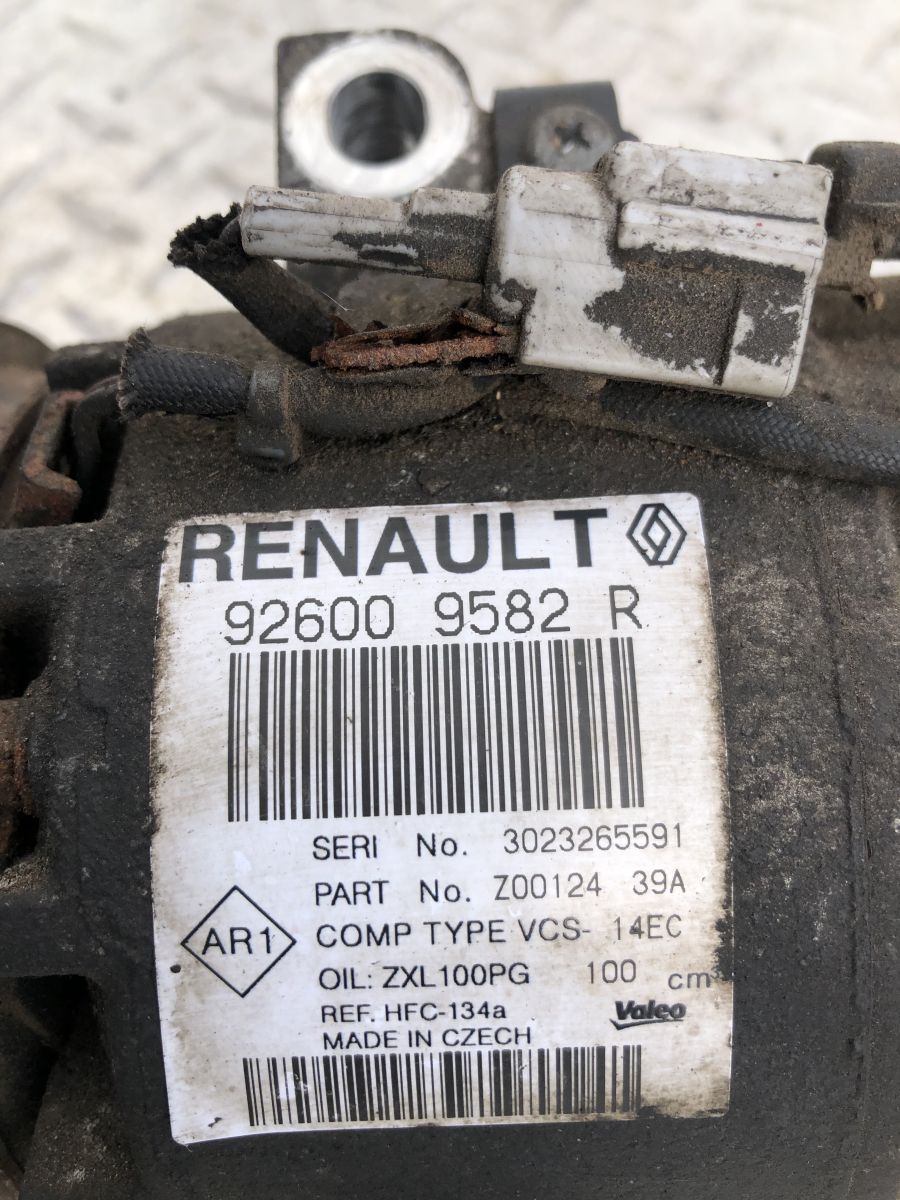 RENAULT
92600 9582 R
SERI No. 3023265591
PART No. Z00124 39A
AR1
COMP TYPE VCS- 14EC
OIL: ZXL100PG 100 cm³
REF. HFC-134a
Valeo
MADE IN CZECH